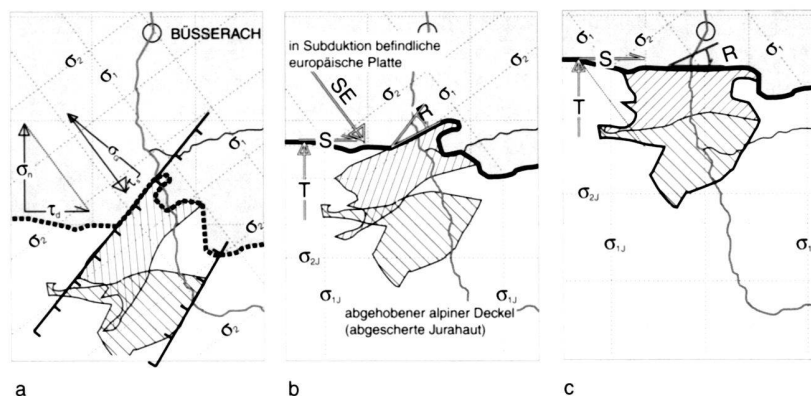 BÜSSERACH
σ₂
σ₁
σₙ
τ_d
σ₁
σ₂
σ₂
a
in Subduktion befindliche
europäische Platte
SE
σ₂
σ₁
R
S
T
σ₂J
σ₁J
σ₁J
abgehobener alpiner Deckel
(abgescherte Jurahaut)
b
σ₁
S
σ₂
R
σ₁
T
σ₂J
σ₁J
σ₁
c